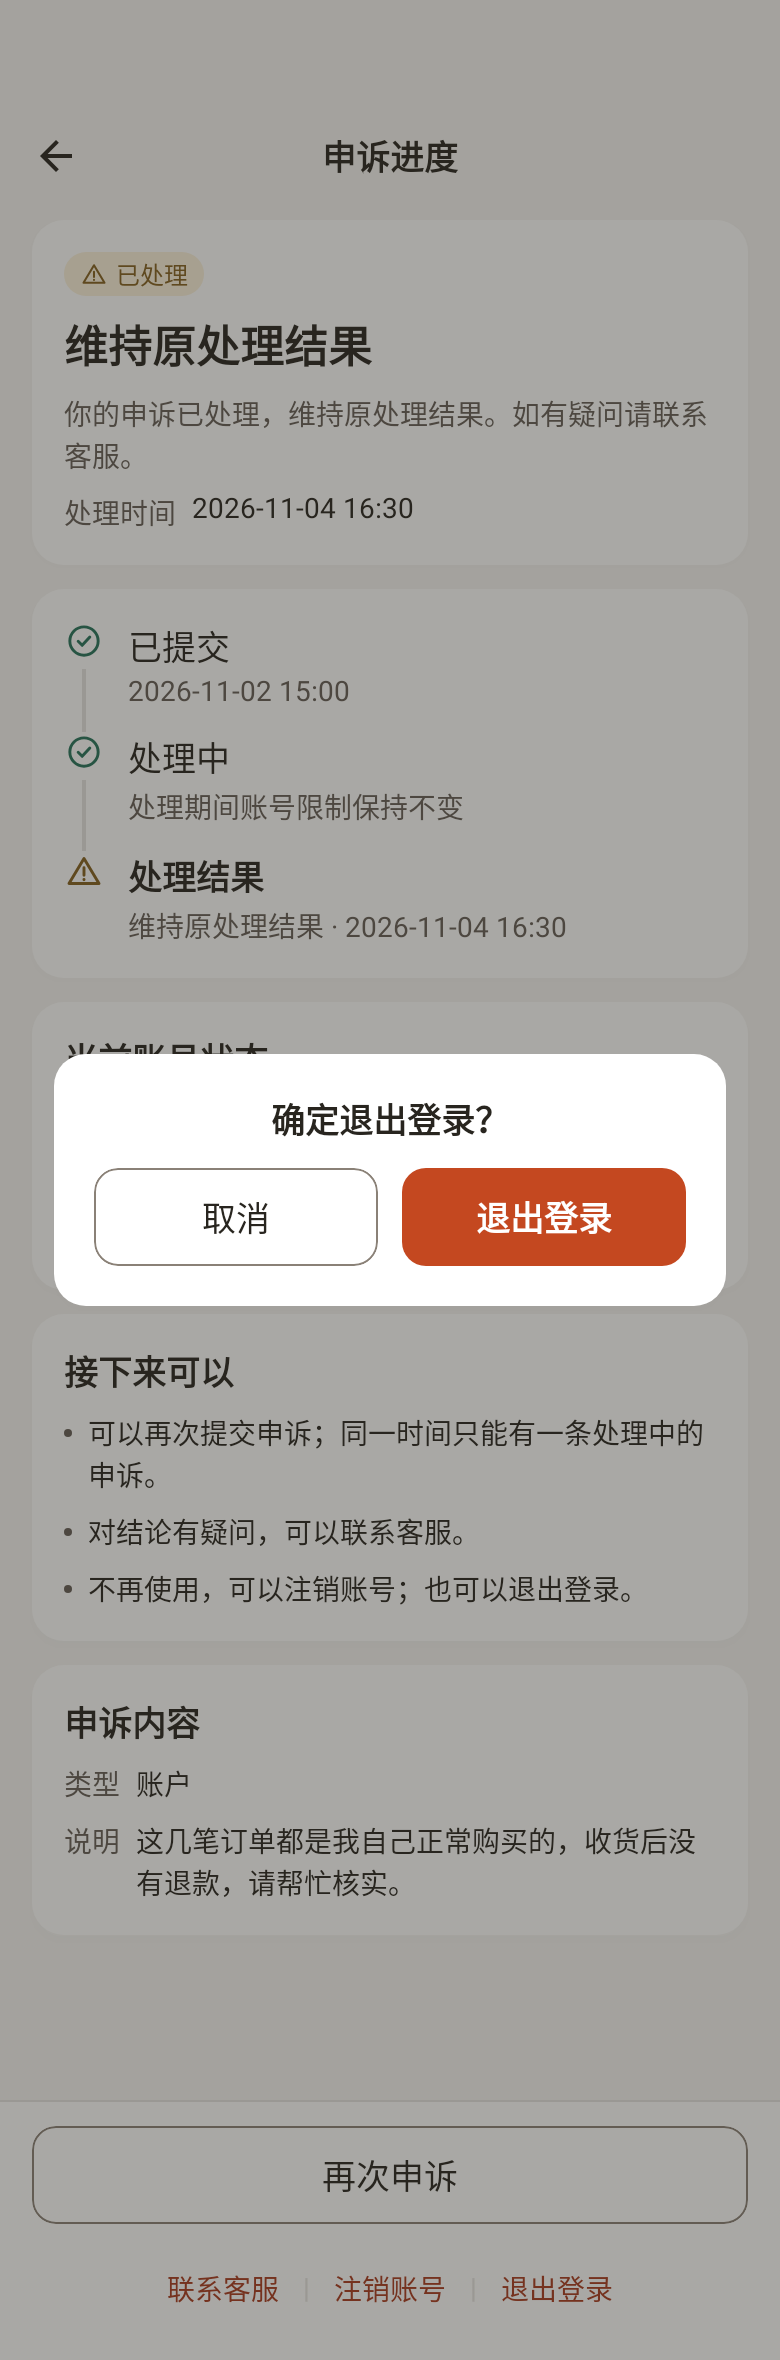 申诉进度
已处理
维持原处理结果
你的申诉已处理，维持原处理结果。如有疑问请联系
客服。
处理时间 2026-11-04 16:30
已提交
2026-11-02 15:00
处理中
处理期间账号限制保持不变
处理结果
维持原处理结果 · 2026-11-04 16:30
当前账号状态
确定退出登录？
取消 退出登录
接下来可以
• 可以再次提交申诉；同一时间只能有一条处理中的
申诉。
• 对结论有疑问，可以联系客服。
• 不再使用，可以注销账号；也可以退出登录。
申诉内容
类型 账户
说明 这几笔订单都是我自己正常购买的，收货后没
有退款，请帮忙核实。
再次申诉
联系客服 | 注销账号 | 退出登录